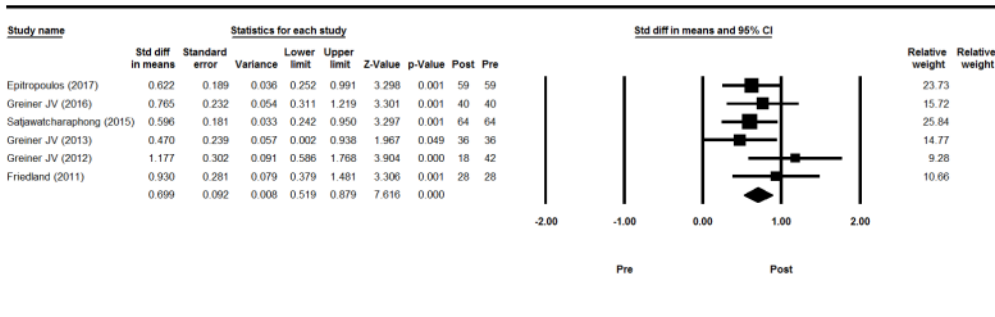 Study name Statistics for each study Std diff in means and 95% CI
Std diff Standard Lower Upper Relative Relative
in means error Variance limit limit Z-Value p-Value Post Pre weight weight
Epitropoulos (2017) 0.622 0.189 0.036 0.252 0.991 3.298 0.001 59 59 23.73
Greiner JV (2016) 0.765 0.232 0.054 0.311 1.219 3.301 0.001 40 40 15.72
Satjawatcharaphong (2015) 0.596 0.181 0.033 0.242 0.950 3.297 0.001 64 64 25.84
Greiner JV (2013) 0.470 0.239 0.057 0.002 0.938 1.967 0.049 36 36 14.77
Greiner JV (2012) 1.177 0.302 0.091 0.586 1.768 3.904 0.000 18 42 9.28
Friedland (2011) 0.930 0.281 0.079 0.379 1.481 3.306 0.001 28 28 10.66
0.699 0.092 0.008 0.519 0.879 7.616 0.000
-2.00 -1.00 0.00 1.00 2.00
Pre Post